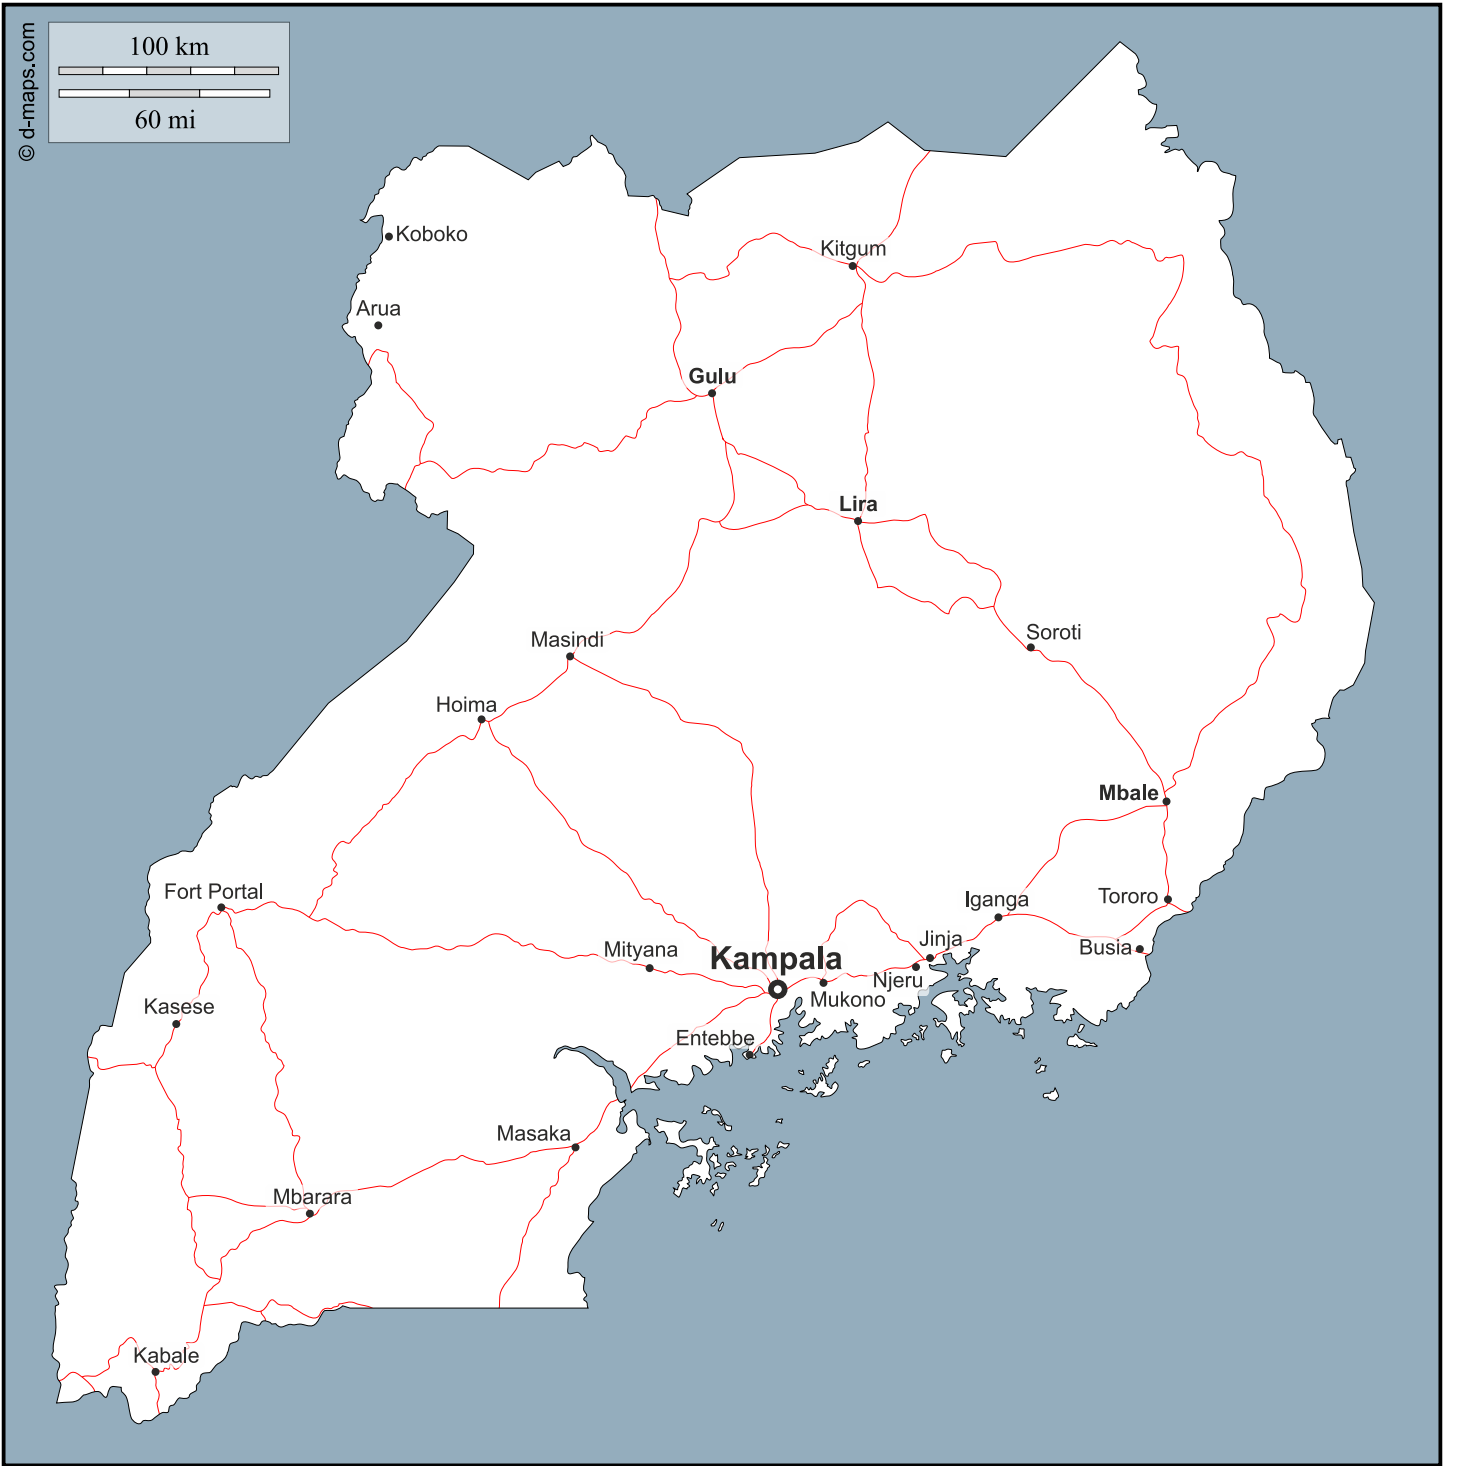 © d-maps.com
100 km
60 mi
Koboko
Kitgum
Arua
Gulu
Lira
Soroti
Masindi
Hoima
Mbale
Fort Portal
Iganga
Tororo
Jinja
Busia
Mityana
Kampala
Njeru
Mukono
Kasese
Entebbe
Masaka
Mbarara
Kabale